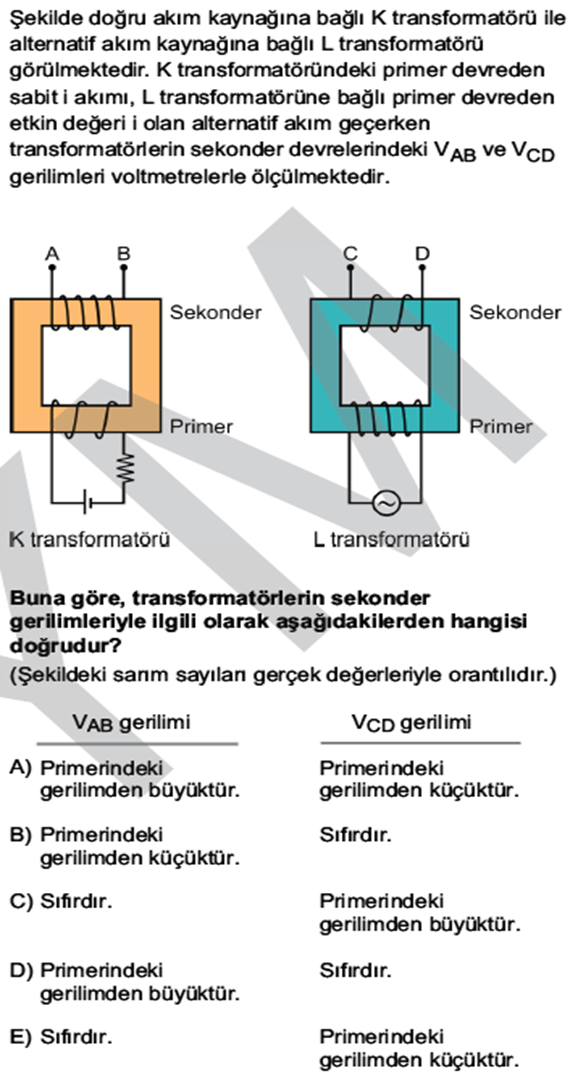 Şekilde doğru akım kaynağına bağlı K transformatörü ile
alternatif akım kaynağına bağlı L transformatörü
görülmektedir. K transformatöründeki primer devreden
sabit i akımı, L transformatörüne bağlı primer devreden
etkin değeri i olan alternatif akım geçerken
transformatörlerin sekonder devrelerindeki VAB ve VCD
gerilimleri voltmetrelerle ölçülmektedir.
A B C D
Sekonder Sekonder
Primer Primer
K transformatörü L transformatörü
Buna göre, transformatörlerin sekonder
gerilimleriyle ilgili olarak aşağıdakilerden hangisi
doğrudur?
(Şekildeki sarım sayıları gerçek değerleriyle orantılıdır.)
VAB gerilimi VCD gerilimi
A) Primerindeki Primerindeki
gerilimden büyüktür. gerilimden küçüktür.
B) Primerindeki Sıfırdır.
gerilimden küçüktür.
C) Sıfırdır. Primerindeki
gerilimden büyüktür.
D) Primerindeki Sıfırdır.
gerilimden büyüktür.
E) Sıfırdır. Primerindeki
gerilimden küçüktür.